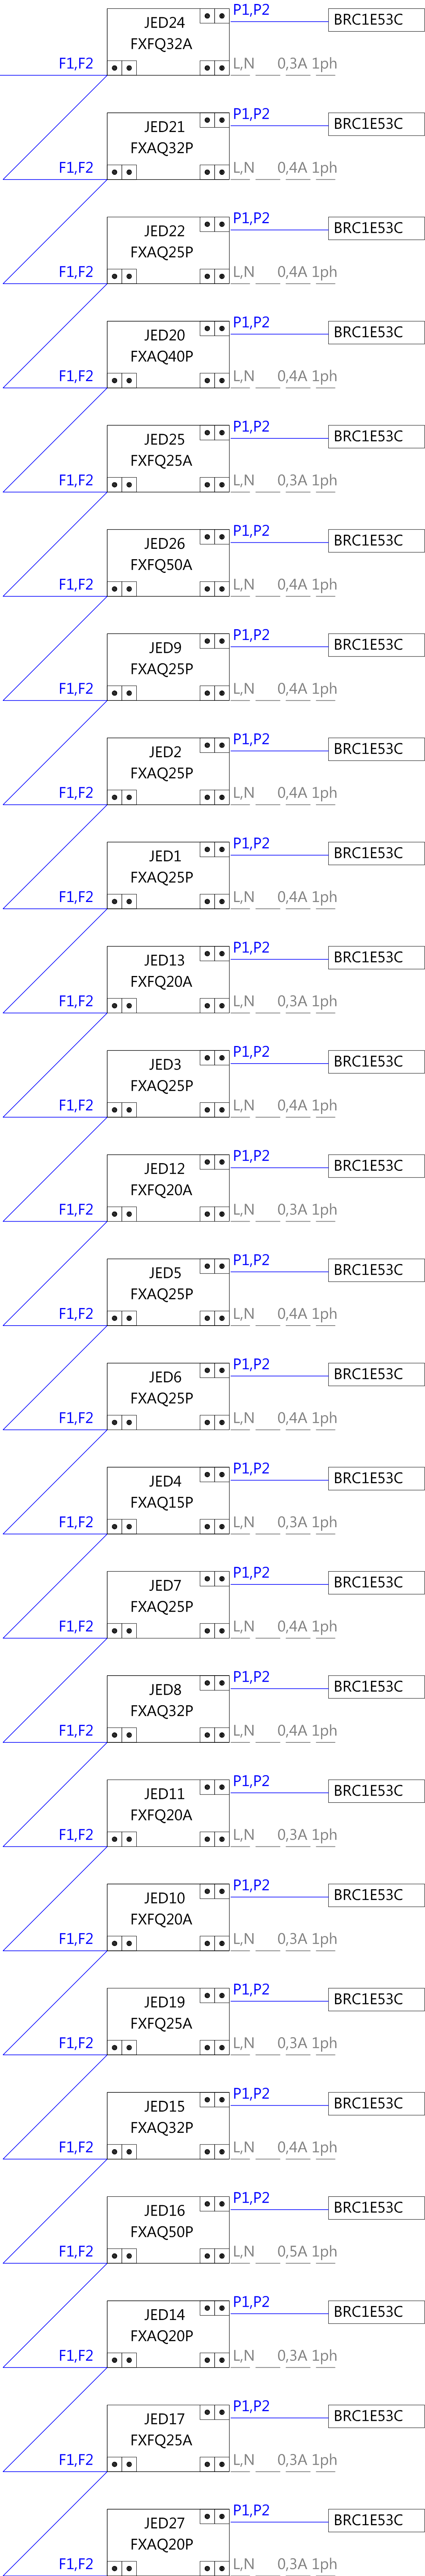 P1,P2
JED24 BRC1E53C
FXFQ32A
F1,F2 L,N 0,3A 1ph
P1,P2
JED21 BRC1E53C
FXAQ32P
F1,F2 L,N 0,4A 1ph
P1,P2
JED22 BRC1E53C
FXAQ25P
F1,F2 L,N 0,4A 1ph
P1,P2
JED20 BRC1E53C
FXAQ40P
F1,F2 L,N 0,4A 1ph
P1,P2
JED25 BRC1E53C
FXFQ25A
F1,F2 L,N 0,3A 1ph
P1,P2
JED26 BRC1E53C
FXFQ50A
F1,F2 L,N 0,4A 1ph
P1,P2
JED9 BRC1E53C
FXAQ25P
F1,F2 L,N 0,4A 1ph
P1,P2
JED2 BRC1E53C
FXAQ25P
F1,F2 L,N 0,4A 1ph
P1,P2
JED1 BRC1E53C
FXAQ25P
F1,F2 L,N 0,4A 1ph
P1,P2
JED13 BRC1E53C
FXFQ20A
F1,F2 L,N 0,3A 1ph
P1,P2
JED3 BRC1E53C
FXAQ25P
F1,F2 L,N 0,4A 1ph
P1,P2
JED12 BRC1E53C
FXFQ20A
F1,F2 L,N 0,3A 1ph
P1,P2
JED5 BRC1E53C
FXAQ25P
F1,F2 L,N 0,4A 1ph
P1,P2
JED6 BRC1E53C
FXAQ25P
F1,F2 L,N 0,4A 1ph
P1,P2
JED4 BRC1E53C
FXAQ15P
F1,F2 L,N 0,3A 1ph
P1,P2
JED7 BRC1E53C
FXAQ25P
F1,F2 L,N 0,4A 1ph
P1,P2
JED8 BRC1E53C
FXAQ32P
F1,F2 L,N 0,4A 1ph
P1,P2
JED11 BRC1E53C
FXFQ20A
F1,F2 L,N 0,3A 1ph
P1,P2
JED10 BRC1E53C
FXFQ20A
F1,F2 L,N 0,3A 1ph
P1,P2
JED19 BRC1E53C
FXFQ25A
F1,F2 L,N 0,3A 1ph
P1,P2
JED15 BRC1E53C
FXAQ32P
F1,F2 L,N 0,4A 1ph
P1,P2
JED16 BRC1E53C
FXAQ50P
F1,F2 L,N 0,5A 1ph
P1,P2
JED14 BRC1E53C
FXAQ20P
F1,F2 L,N 0,3A 1ph
P1,P2
JED17 BRC1E53C
FXFQ25A
F1,F2 L,N 0,3A 1ph
P1,P2
JED27 BRC1E53C
FXAQ20P
F1,F2 L,N 0,3A 1ph